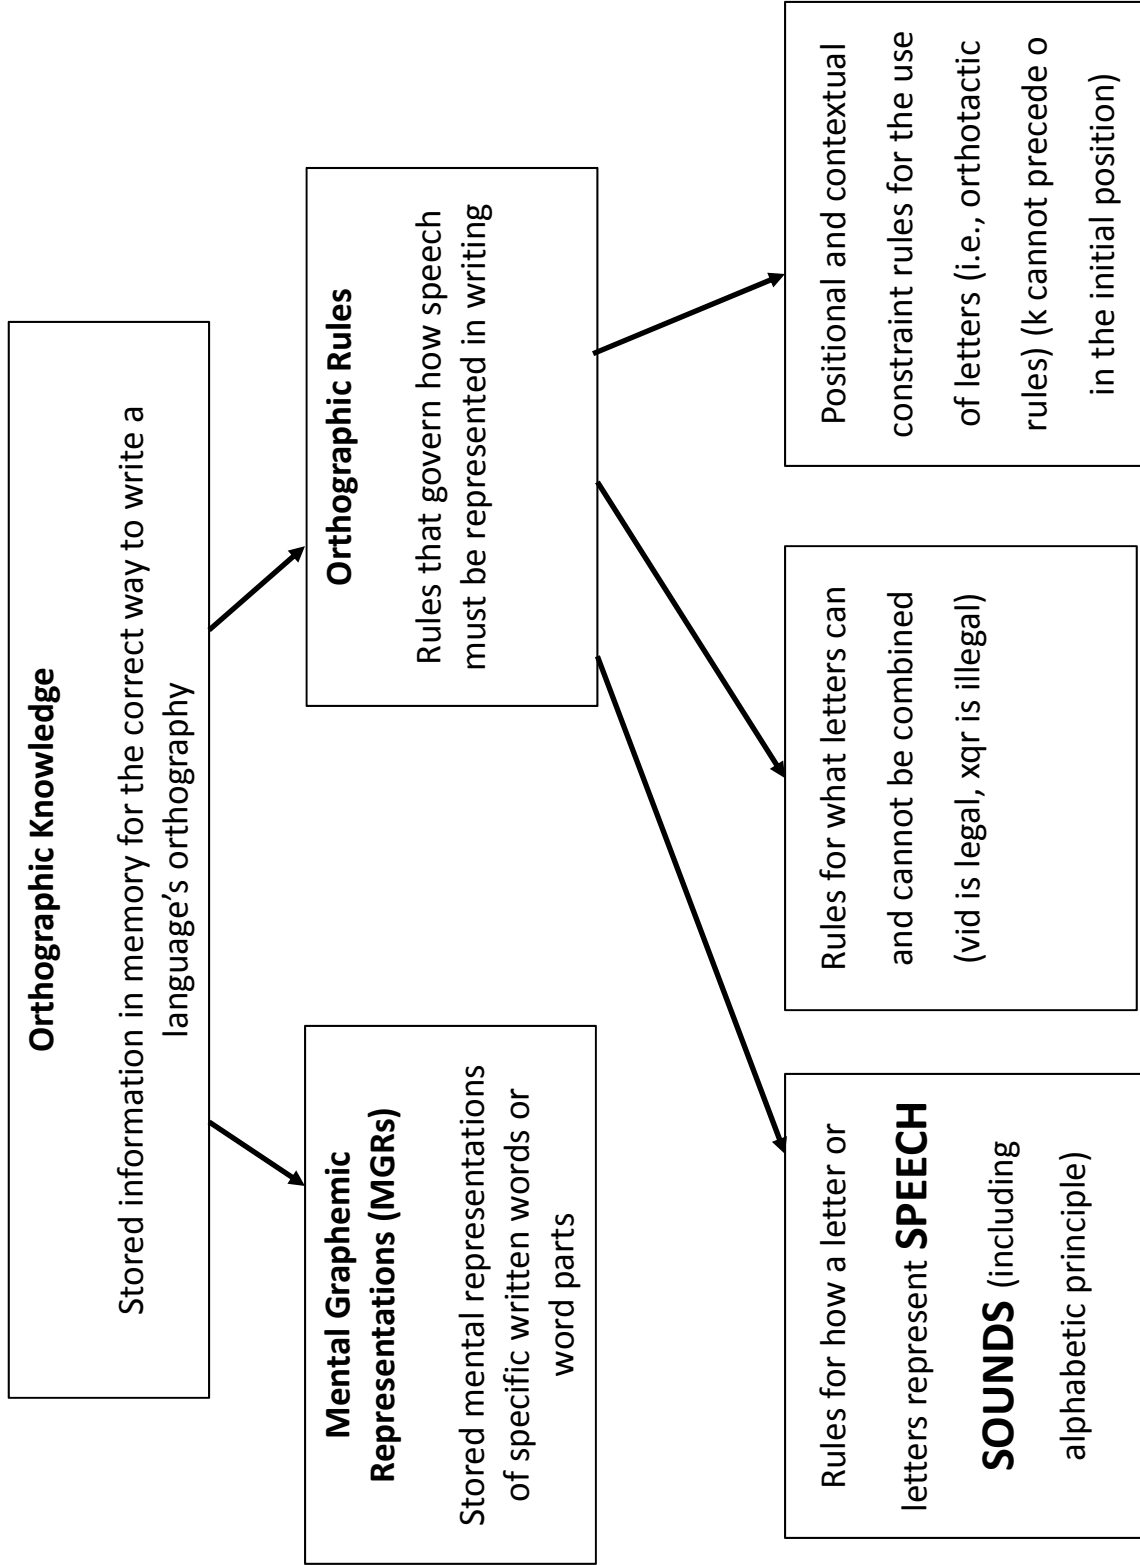 Orthographic Knowledge
Stored information in memory for the correct way to write a
language’s orthography
Mental Graphemic
Representations (MGRs)
Stored mental representations
of specific written words or
word parts
Orthographic Rules
Rules that govern how speech
must be represented in writing
Rules for how a letter or
letters represent SPEECH
SOUNDS (including
alphabetic principle)
Rules for what letters can
and cannot be combined
(vid is legal, xqr is illegal)
Positional and contextual
constraint rules for the use
of letters (i.e., orthotactic
rules) (k cannot precede o
in the initial position)